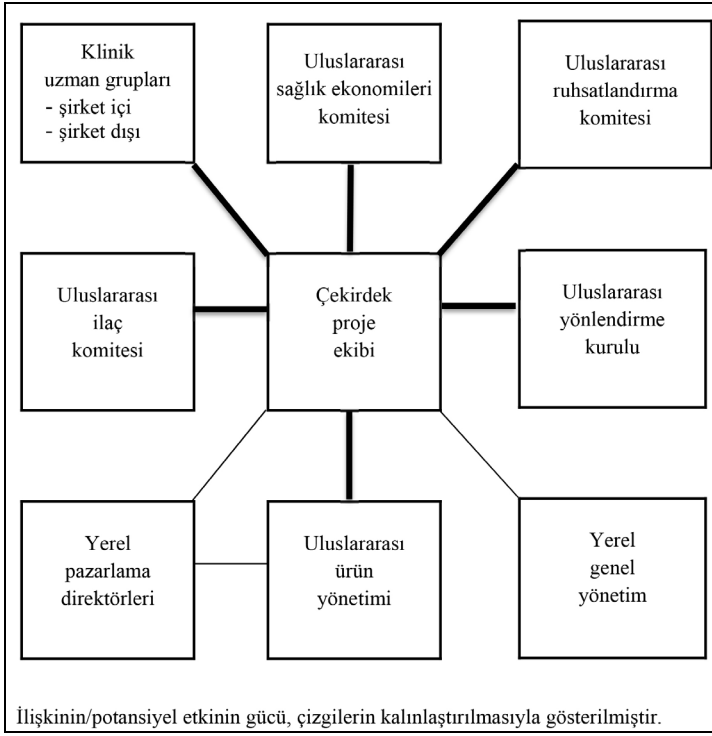 Klinik
uzman grupları
- şirket içi
- şirket dışı
Uluslararası
sağlık ekonomileri
komitesi
Uluslararası
ruhsatlandırma
komitesi
Uluslararası
ilaç
komitesi
Çekirdek
proje
ekibi
Uluslararası
yönlendirme
kurulu
Yerel
pazarlama
direktörleri
Uluslararası
ürün
yönetimi
Yerel
genel
yönetim
İlişkinin/potansiyel etkinin gücü, çizgilerin kalınlaştırılmasıyla gösterilmiştir.